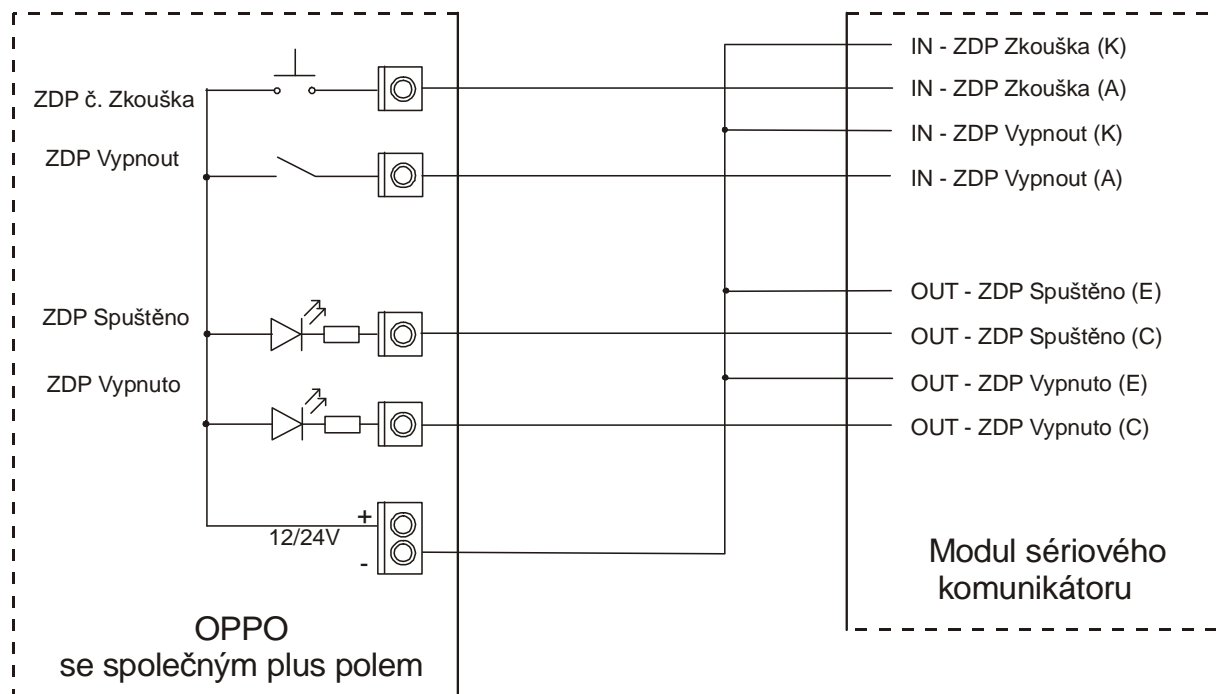 ZDP č. Zkouška
ZDP Vypnout
ZDP Spuštěno
ZDP Vypnuto
+
12/24V
-
OPPO
se společným plus polem
IN - ZDP Zkouška (K)
IN - ZDP Zkouška (A)
IN - ZDP Vypnout (K)
IN - ZDP Vypnout (A)
OUT - ZDP Spuštěno (E)
OUT - ZDP Spuštěno (C)
OUT - ZDP Vypnuto (E)
OUT - ZDP Vypnuto (C)
Modul sériového
komunikátoru